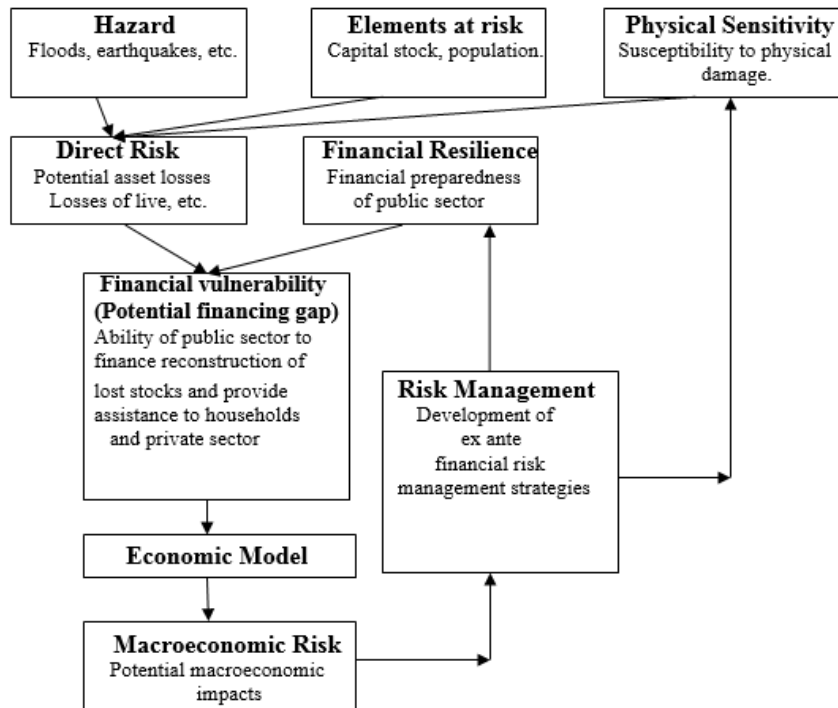 Hazard
Floods, earthquakes, etc.
Elements at risk
Capital stock, population.
Physical Sensitivity
Susceptibility to physical
damage.
Direct Risk
Potential asset losses
Losses of live, etc.
Financial Resilience
Financial preparedness
of public sector
Financial vulnerability
(Potential financing gap)
Ability of public sector to
finance reconstruction of
lost stocks and provide
assistance to households
and private sector
Risk Management
Development of
ex ante
financial risk
management strategies
Economic Model
Macroeconomic Risk
Potential macroeconomic
impacts